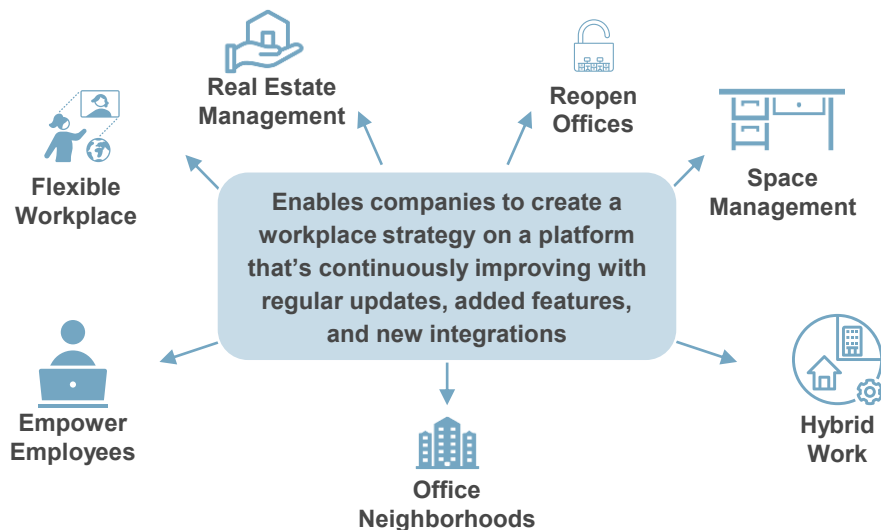 Real Estate
Management
Reopen
Offices
Flexible
Workplace
Space
Management
Enables companies to create a
workplace strategy on a platform
that’s continuously improving with
regular updates, added features,
and new integrations
Empower
Employees
Office
Neighborhoods
Hybrid
Work